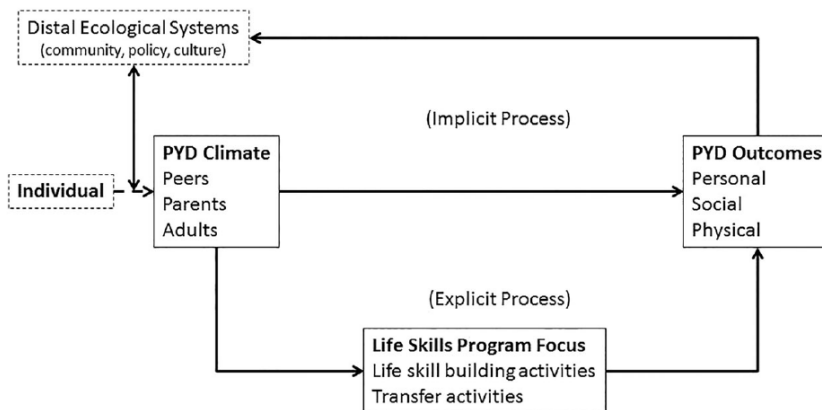 Distal Ecological Systems
(community, policy, culture)
(Implicit Process)
Individual
PYD Climate
Peers
Parents
Adults
PYD Outcomes
Personal
Social
Physical
(Explicit Process)
Life Skills Program Focus
Life skill building activities
Transfer activities